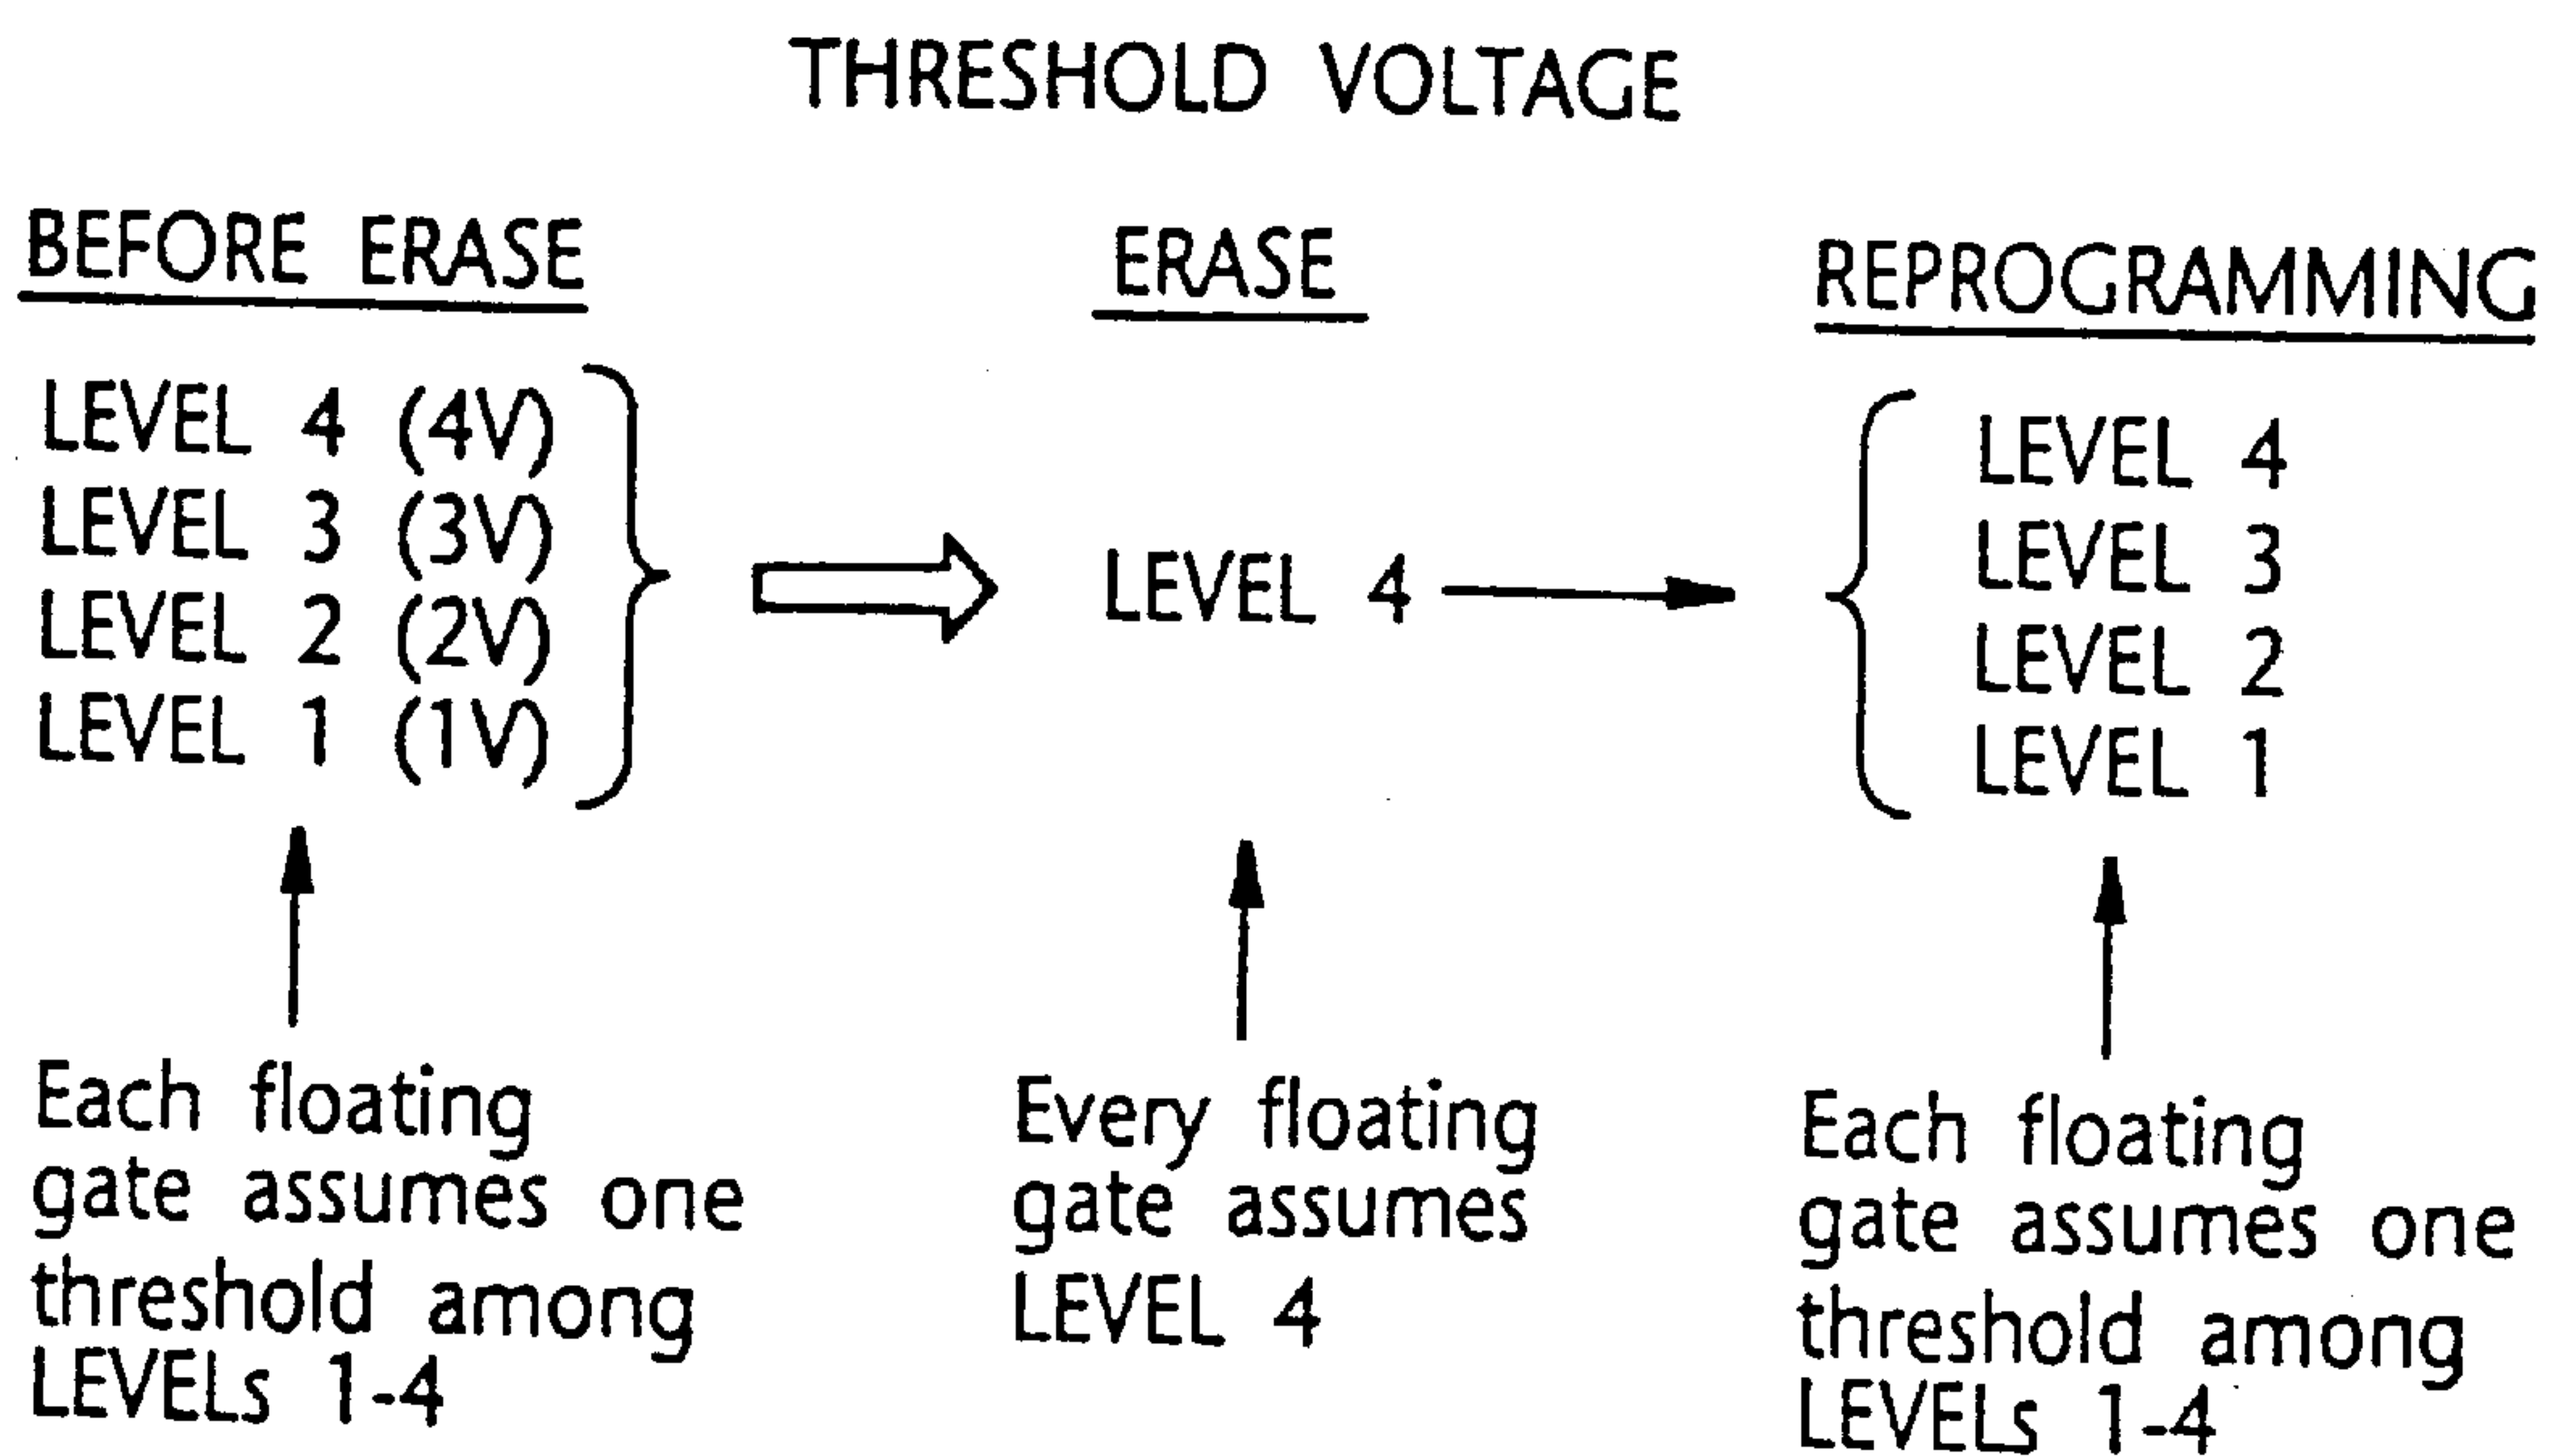 THRESHOLD VOLTAGE
BEFORE ERASE
LEVEL 4 (4V)
LEVEL 3 (3V)
LEVEL 2 (2V)
LEVEL 1 (1V)
Each floating
gate assumes one
threshold among
LEVELs 1-4
ERASE
LEVEL 4
Every floating
gate assumes
LEVEL 4
REPROGRAMMING
LEVEL 4
LEVEL 3
LEVEL 2
LEVEL 1
Each floating
gate assumes one
threshold among
LEVELs 1-4